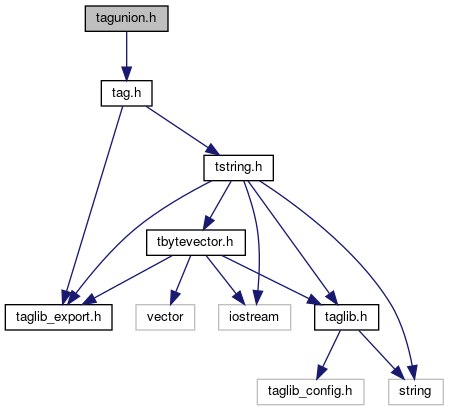 tagunion.h
tag.h
tstring.h
tbytevector.h
taglib_export.h
vector
iostream
taglib.h
taglib_config.h
string